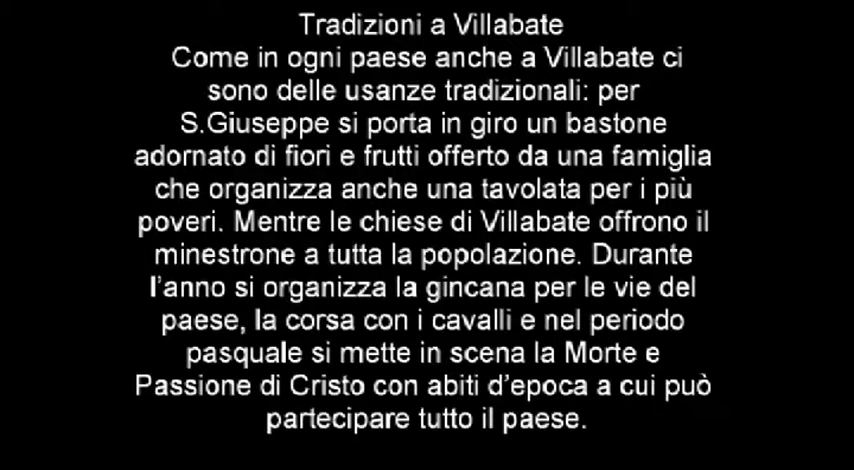 Tradizioni a Villabate
Come in ogni paese anche a Villabate ci
sono delle usanze tradizionali: per
S.Giuseppe si porta in giro un bastone
adornato di fiori e frutti offerto da una famiglia
che organizza anche una tavolata per i più
poveri. Mentre le chiese di Villabate offrono il
minestrone a tutta la popolazione. Durante
l’anno si organizza la gincana per le vie del
paese, la corsa con i cavalli e nel periodo
pasquale si mette in scena la Morte e
Passione di Cristo con abiti d’epoca a cui può
partecipare tutto il paese.